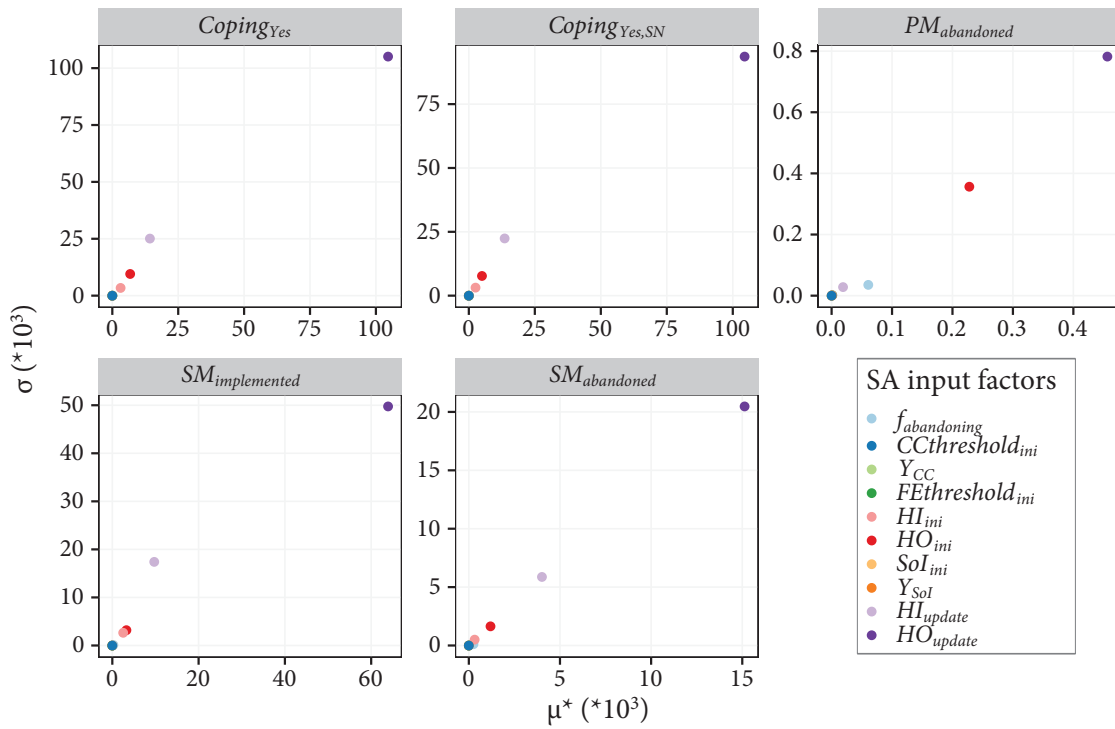 Coping_Yes
Coping_Yes,SN
PM_abandoned
100
75
50
25
0
0 25 50 75 100
75
50
25
0
0 25 50 75 100
0.8
0.6
0.4
0.2
0.0
0.0 0.1 0.2 0.3 0.4
σ (*10³)
SM_implemented
SM_abandoned
50
40
30
20
10
0
0 20 40 60
20
15
10
5
0
0 5 10 15
μ* (*10³)
SA input factors
f_abandoning
CCthreshold_ini
Y_CC
FEthreshold_ini
HI_ini
HO_ini
SoI_ini
Y_SoI
HI_update
HO_update